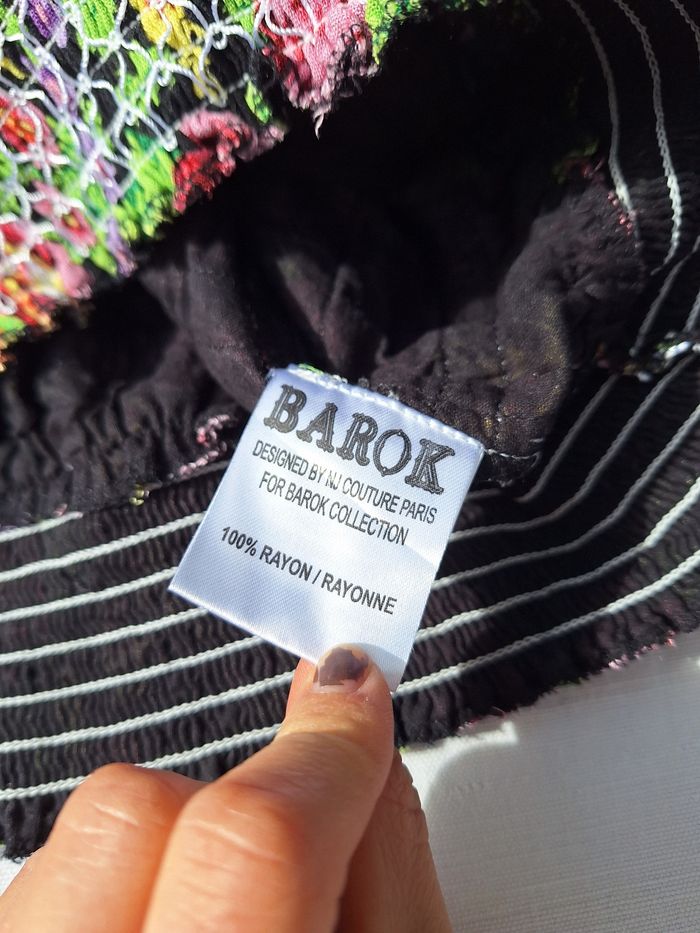 BAROK
DESIGNED BY NJ COUTURE PARIS
FOR BAROK COLLECTION
100% RAYON / RAYONNE